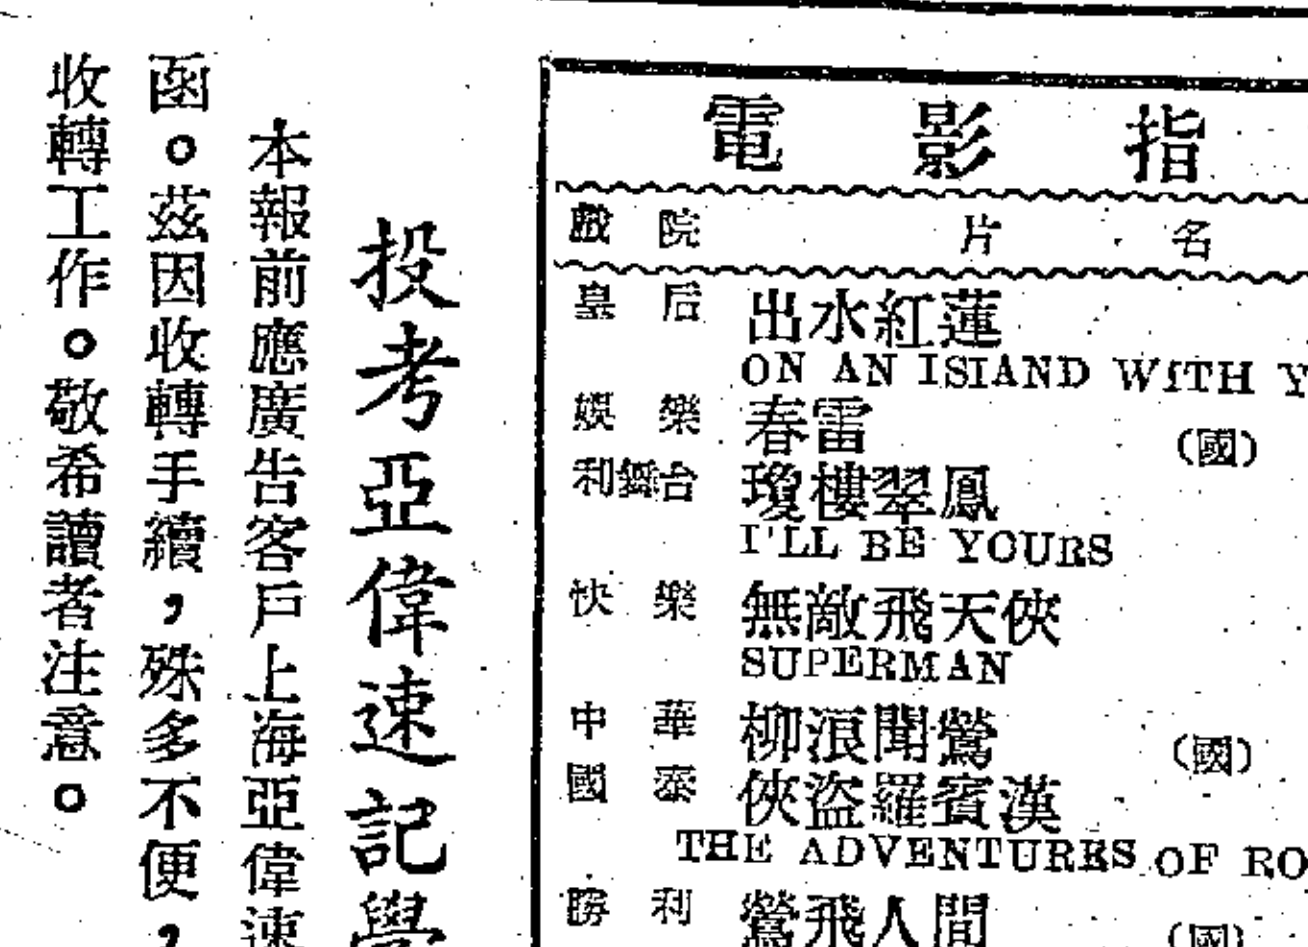 投考亞偉速記學
本報前應廣告客戶上海亞偉速
函。茲因收轉手續，殊多不便，
收轉工作。敬希讀者注意。
電影指
戲院 片名
皇后 出水紅蓮
ON AN ISIAND WITH Y
娛樂 春雷 (國)
利舞台 瓊樓翠鳳
I'LL BE YOURS
快樂 無敵飛天俠
SUPERMAN
中華 柳浪聞鶯 (國)
國泰 俠盜羅賓漢
THE ADVENTURES OF RO
勝利 鶯飛人間 (國)